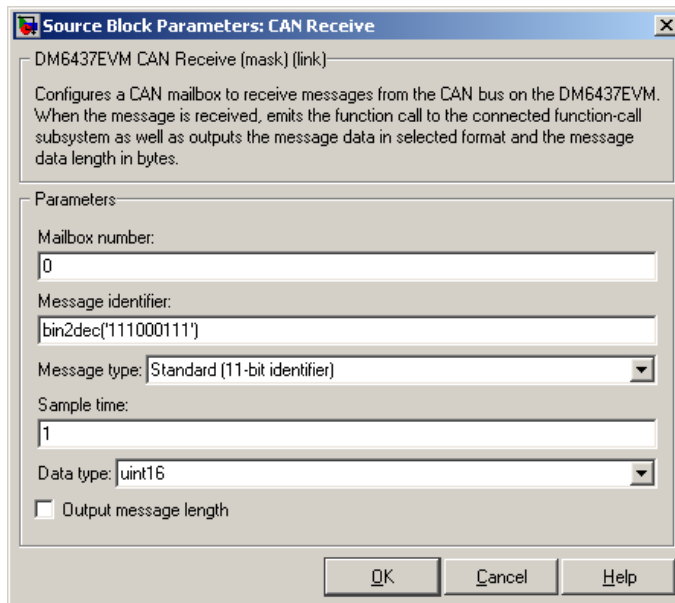 Source Block Parameters: CAN Receive
DM6437EVM CAN Receive (mask) (link)
Configures a CAN mailbox to receive messages from the CAN bus on the DM6437EVM.
When the message is received, emits the function call to the connected function-call
subsystem as well as outputs the message data in selected format and the message
data length in bytes.
Parameters
Mailbox number:
0
Message identifier:
bin2dec('111000111')
Message type: Standard (11-bit identifier)
Sample time:
1
Data type: uint16
Output message length
OK Cancel Help